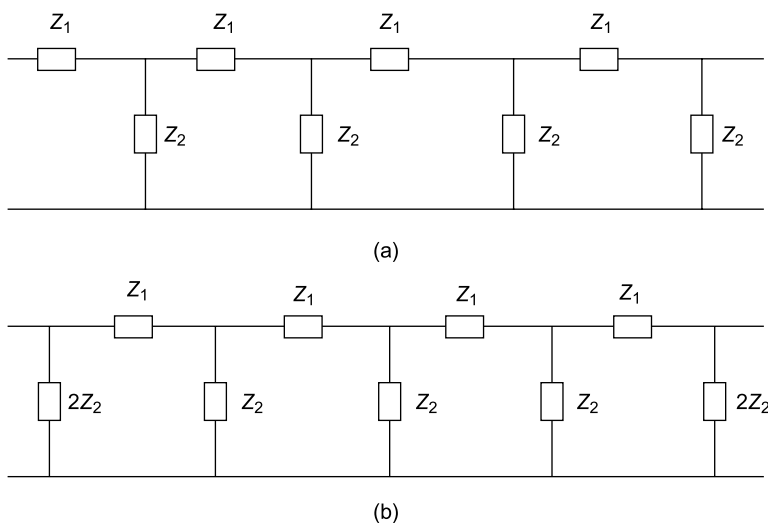 Z₁ Z₁ Z₁ Z₁
Z₂ Z₂ Z₂ Z₂
(a)
Z₁ Z₁ Z₁ Z₁
2Z₂ Z₂ Z₂ Z₂ 2Z₂
(b)